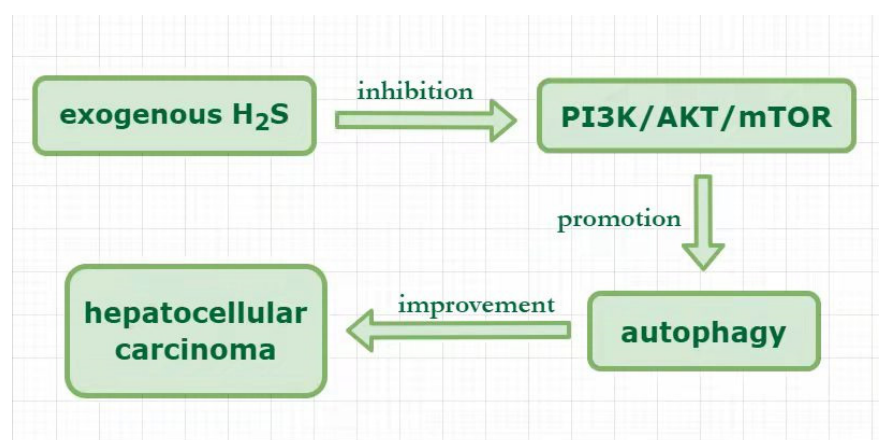 exogenous H₂S
inhibition
PI3K/AKT/mTOR
promotion
autophagy
improvement
hepatocellular
carcinoma